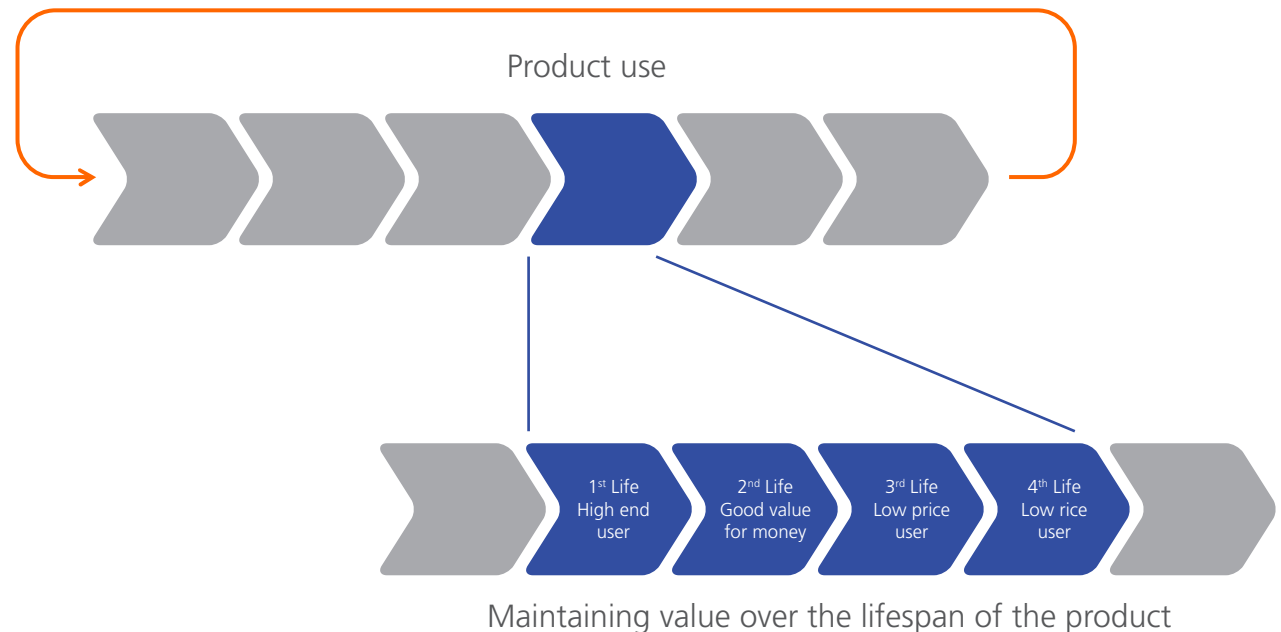 Product use
1st Life
High end
user
2nd Life
Good value
for money
3rd Life
Low price
user
4th Life
Low rice
user
Maintaining value over the lifespan of the product